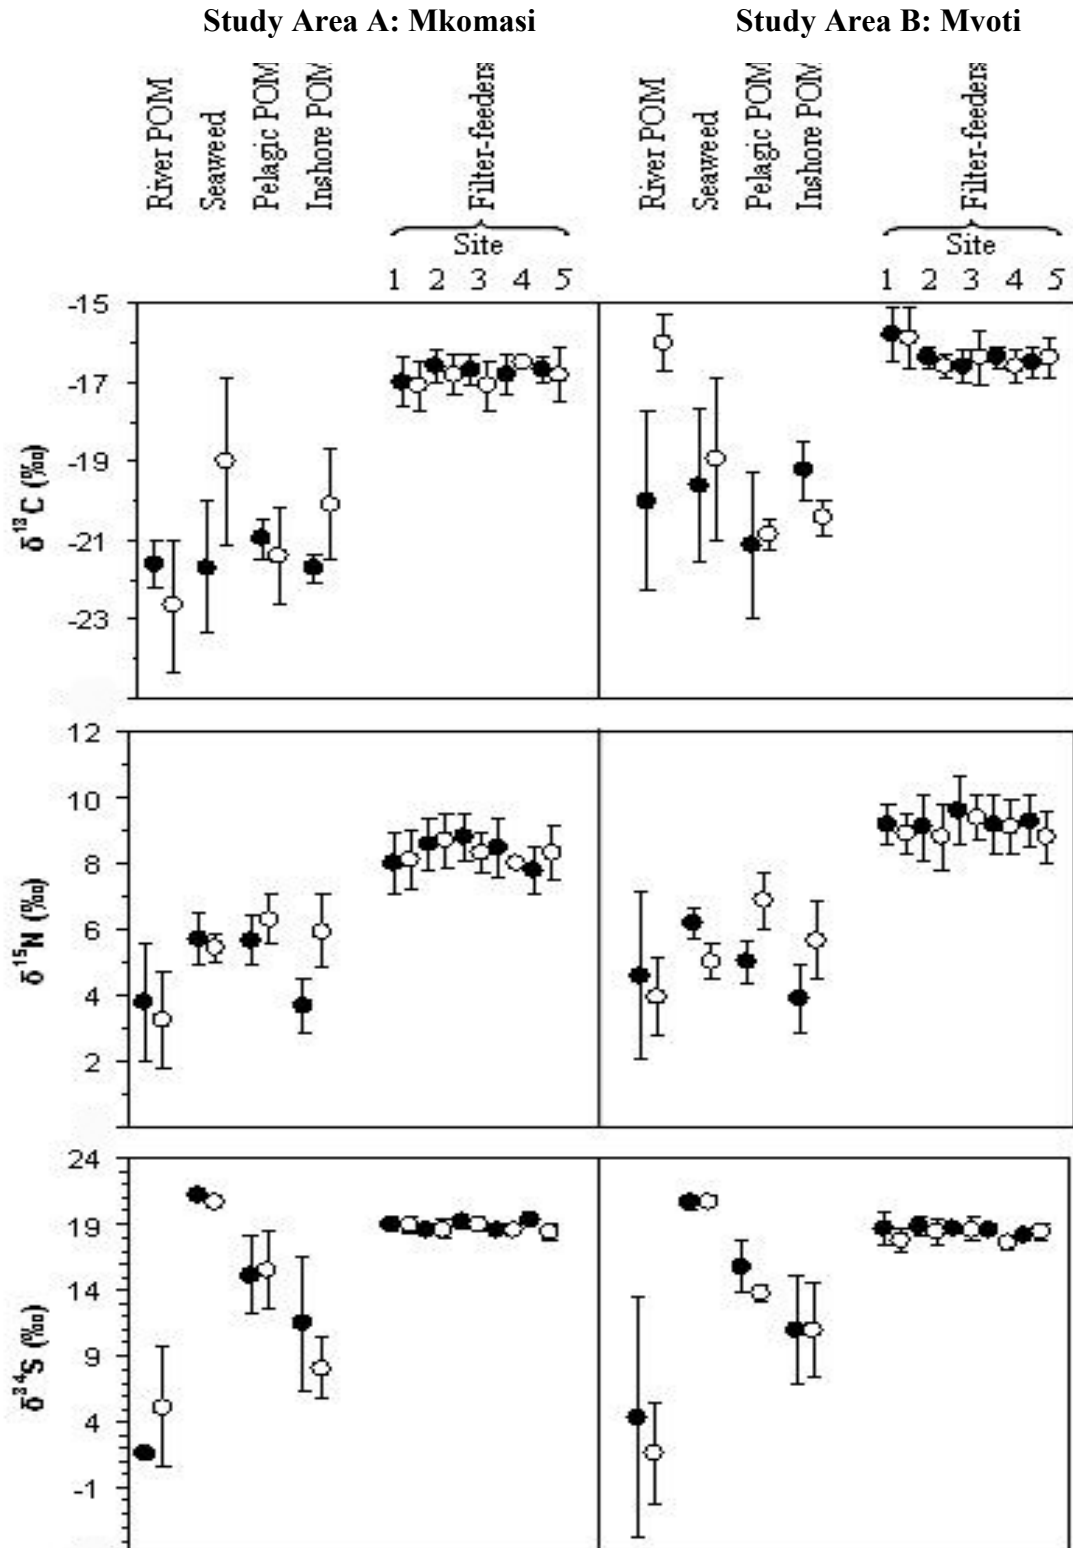 Study Area A: Mkomasi
Study Area B: Mvoti
River POM
Seaweed
Pelagic POM
Inshore POM
Filter-feeders
River POM
Seaweed
Pelagic POM
Inshore POM
Filter-feeders
Site
1 2 3 4 5
Site
1 2 3 4 5
δ¹³C (‰)
-15
-17
-19
-21
-23
δ¹⁵N (‰)
12
10
8
6
4
2
δ³⁴S (‰)
24
19
14
9
4
-1